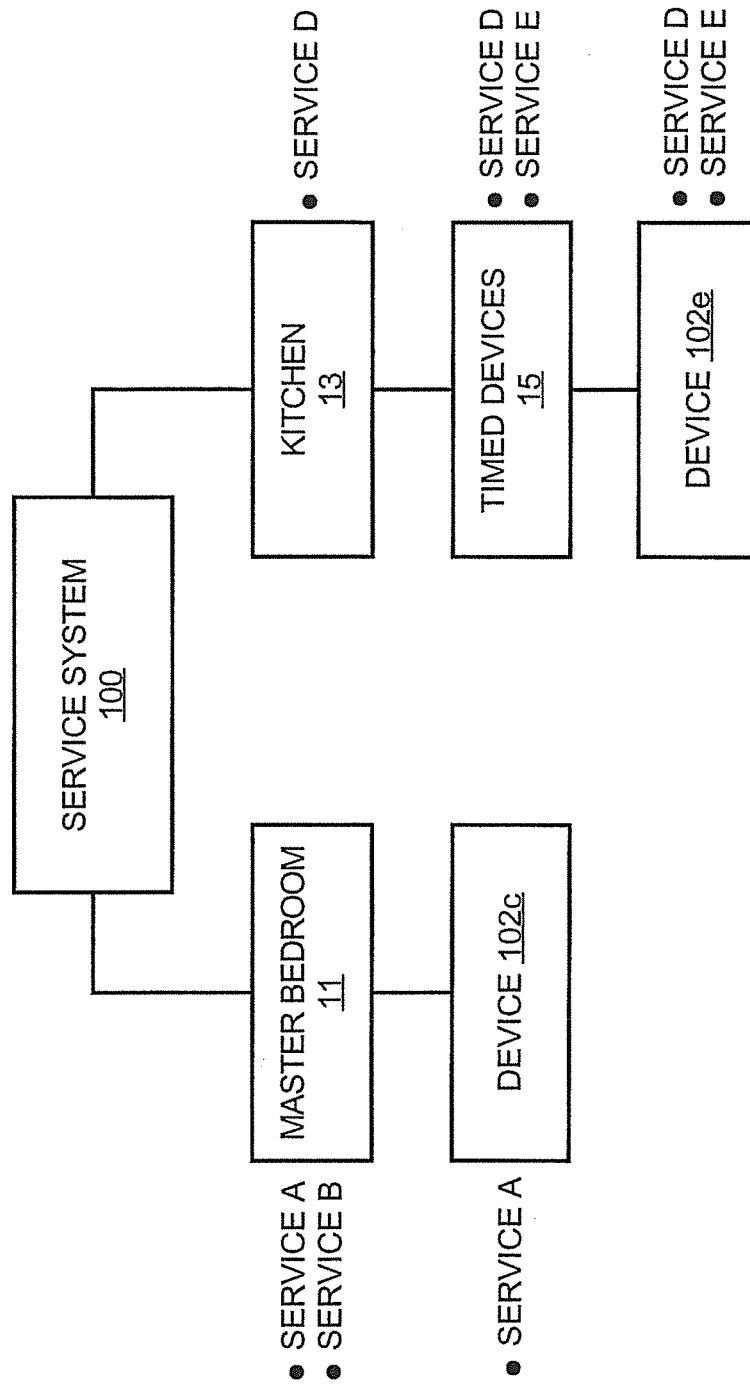 SERVICE SYSTEM
100
● SERVICE A
● SERVICE B
MASTER BEDROOM
11
KITCHEN
13
● SERVICE D
● SERVICE A
DEVICE 102c
TIMED DEVICES
15
● SERVICE D
● SERVICE E
DEVICE 102e
● SERVICE D
● SERVICE E